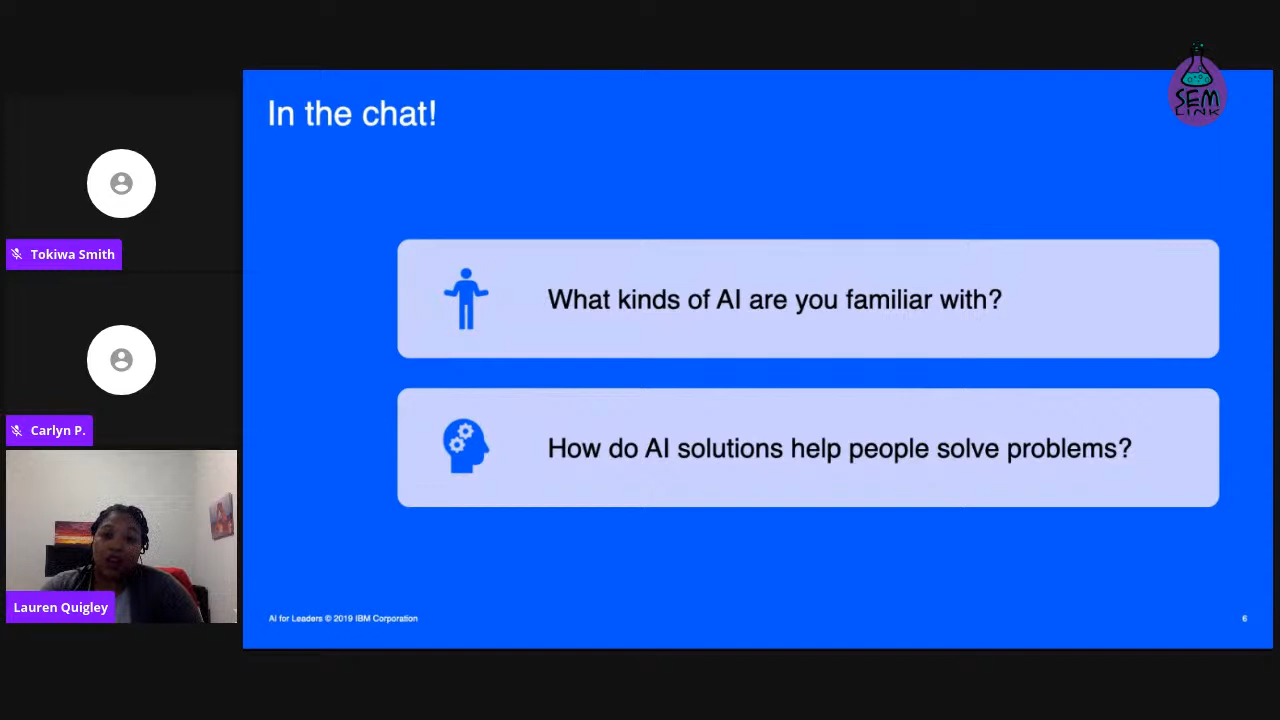 In the chat!
SEM
LINK
Tokiwa Smith
What kinds of AI are you familiar with?
Carlyn P.
How do AI solutions help people solve problems?
Lauren Quigley
AI for Leaders © 2019 IBM Corporation
6